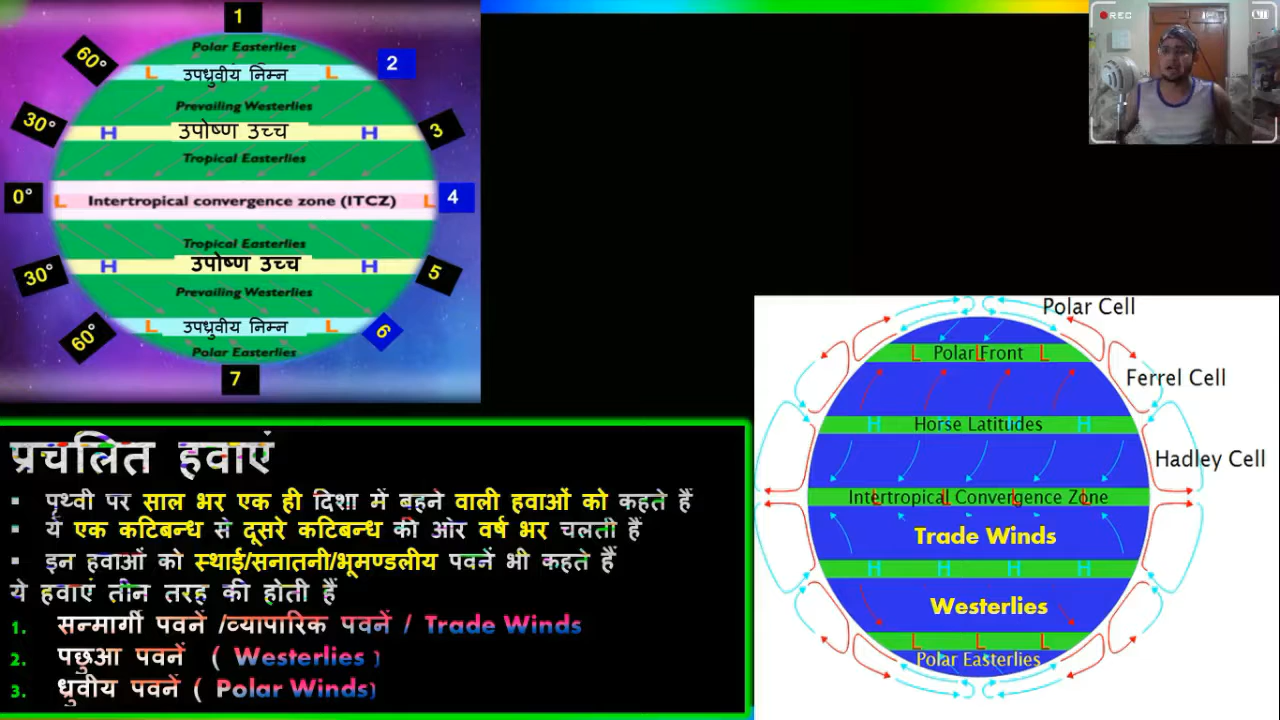 1
Polar Easterlies
60°
2
L उपध्रुवीय निम्न L
Prevailing Westerlies
30°
H उपोष्ण उच्च H
3
Tropical Easterlies
0°
L Intertropical convergence zone (ITCZ) L
4
Tropical Easterlies
30°
H उपोष्ण उच्च H
5
Prevailing Westerlies
60°
L उपध्रुवीय निम्न L
6
Polar Easterlies
7
REC
Polar Cell
L Polar Front L L
Ferrel Cell
H Horse Latitudes H H H
Hadley Cell
L Intertropical Convergence Zone L L L
Trade Winds
H H H H
Westerlies
L L L
Polar Easterlies
प्रचलित हवाएं
▪ पृथ्वी पर साल भर एक ही दिशा में बहने वाली हवाओं को कहते हैं
▪ ये एक कटिबन्ध से दूसरे कटिबन्ध की ओर वर्ष भर चलती हैं
▪ इन हवाओं को स्थाई/सनातनी/भूमण्डलीय पवनें भी कहते हैं
ये हवाएं तीन तरह की होती हैं
1. सन्मार्गी पवनें /व्यापारिक पवनें / Trade Winds
2. पछुआ पवनें ( Westerlies )
3. ध्रुवीय पवनें ( Polar Winds)